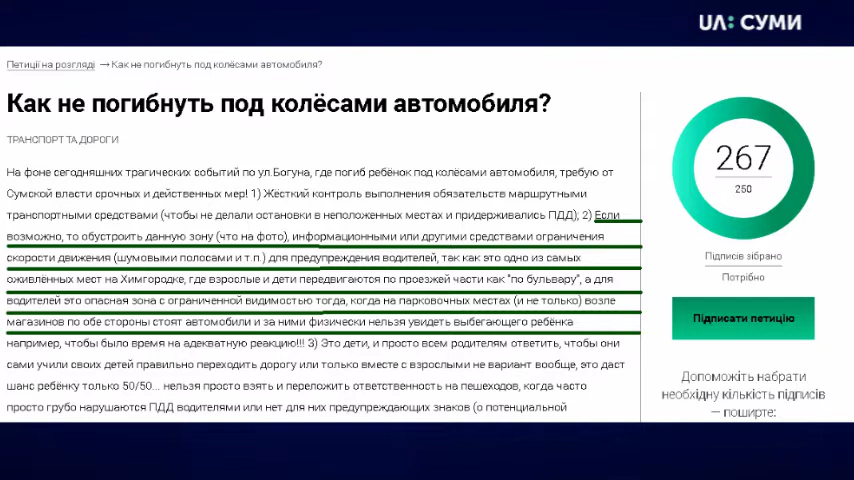 UA: СУМИ
Петиції на розгляді → Как не погибнуть под колёсами автомобиля?
Как не погибнуть под колёсами автомобиля?
ТРАНСПОРТ ТА ДОРОГИ
На фоне сегодняшних трагических событий по ул.Богуна, где погиб ребёнок под колёсами автомобиля, требую от
Сумской власти срочных и действенных мер! 1) Жёсткий контроль выполнения обязательств маршрутными
транспортными средствами (чтобы не делали остановки в неположенных местах и придерживались ПДД); 2) Если
возможно, то обустроить данную зону (что на фото), информационными или другими средствами ограничения
скорости движения (шумовыми полосами и т.п.) для предупреждения водителей, так как это одно из самых
оживлённых мест на Химгородке, где взрослые и дети передвигаются по проезжей части как "по бульвару", а для
водителей это опасная зона с ограниченной видимостью тогда, когда на парковочных местах (и не только) возле
магазинов по обе стороны стоят автомобили и за ними физически нельзя увидеть выбегающего ребёнка
например, чтобы было время на адекватную реакцию!!! 3) Это дети, и просто всем родителям ответить, чтобы они
сами учили своих детей правильно переходить дорогу или только вместе с взрослыми не вариант вообще, это даст
шанс ребёнку только 50/50... нельзя просто взять и переложить ответственность на пешеходов, когда часто
просто грубо нарушаются ПДД водителями или нет для них предупреждающих знаков (о потенциальной
267
250
Підписів зібрано
Потрібно
Підписати петицію
Допоможіть набрати
необхідну кількість підписів
— поширте: